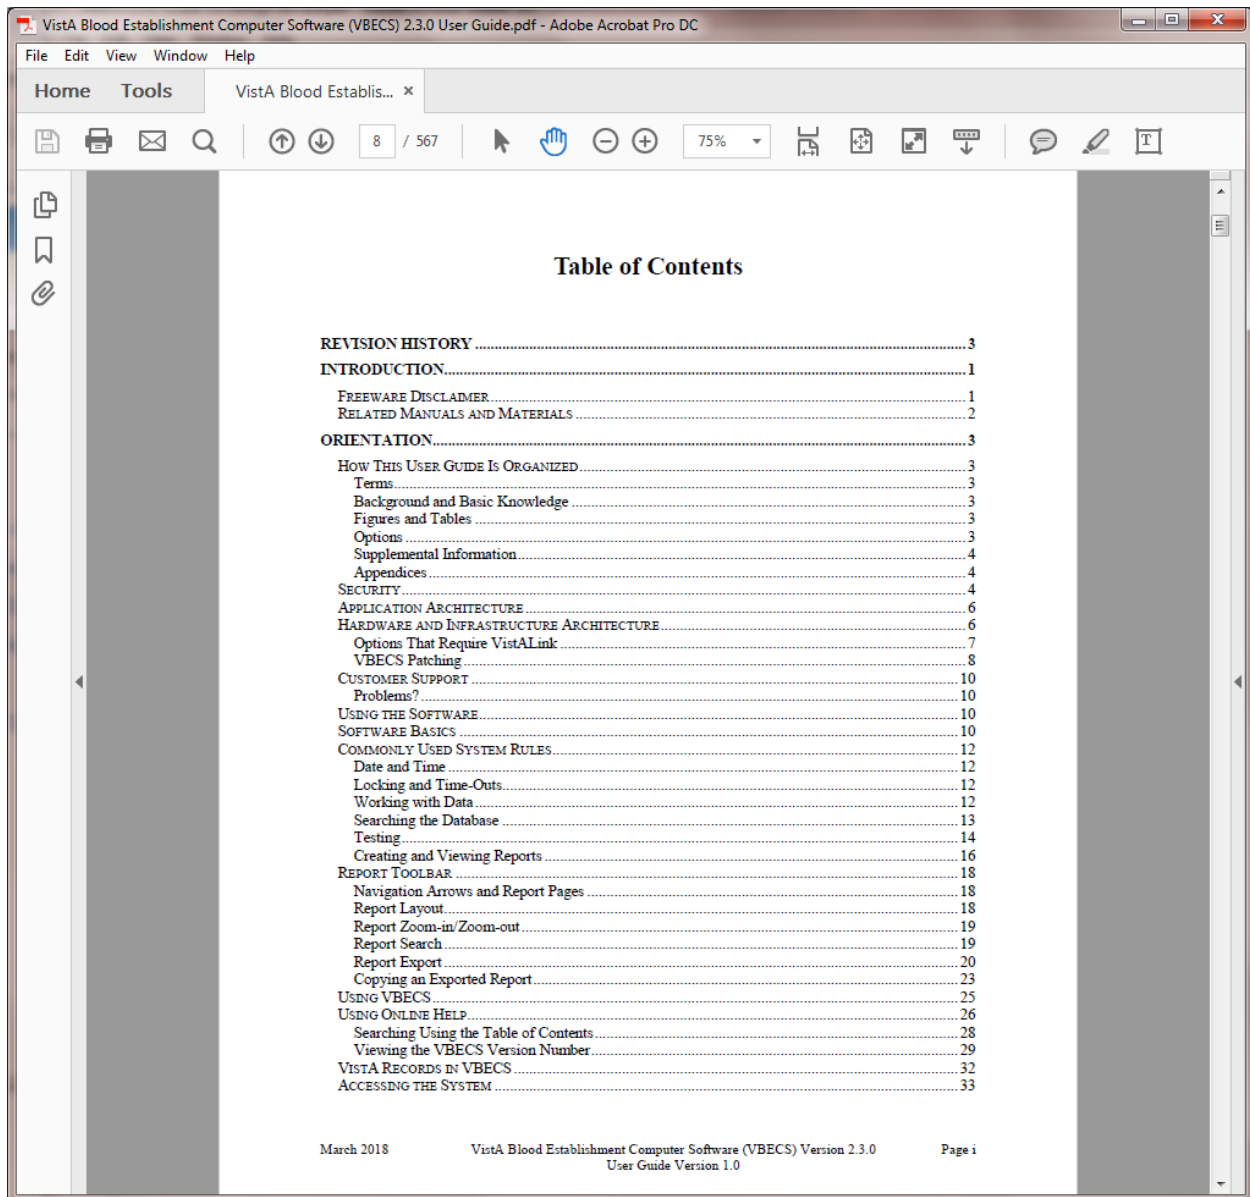 VistA Blood Establishment Computer Software (VBECS) 2.3.0 User Guide.pdf - Adobe Acrobat Pro DC
File Edit View Window Help
Home Tools VistA Blood Establis... ×
8 / 567 75%
Table of Contents
REVISION HISTORY ........ 3
INTRODUCTION ........ 1
FREEWARE DISCLAIMER ........ 1
RELATED MANUALS AND MATERIALS ........ 2
ORIENTATION ........ 3
HOW THIS USER GUIDE IS ORGANIZED ........ 3
Terms ........ 3
Background and Basic Knowledge ........ 3
Figures and Tables ........ 3
Options ........ 3
Supplemental Information ........ 4
Appendices ........ 4
SECURITY ........ 4
APPLICATION ARCHITECTURE ........ 6
HARDWARE AND INFRASTRUCTURE ARCHITECTURE ........ 6
Options That Require VistALink ........ 7
VBECS Patching ........ 8
CUSTOMER SUPPORT ........ 10
Problems? ........ 10
USING THE SOFTWARE ........ 10
SOFTWARE BASICS ........ 10
COMMONLY USED SYSTEM RULES ........ 12
Date and Time ........ 12
Locking and Time-Outs ........ 12
Working with Data ........ 12
Searching the Database ........ 13
Testing ........ 14
Creating and Viewing Reports ........ 16
REPORT TOOLBAR ........ 18
Navigation Arrows and Report Pages ........ 18
Report Layout ........ 18
Report Zoom-in/Zoom-out ........ 19
Report Search ........ 19
Report Export ........ 20
Copying an Exported Report ........ 23
USING VBECS ........ 25
USING ONLINE HELP ........ 26
Searching Using the Table of Contents ........ 28
Viewing the VBECS Version Number ........ 29
VISTA RECORDS IN VBECS ........ 32
ACCESSING THE SYSTEM ........ 33
March 2018 VistA Blood Establishment Computer Software (VBECS) Version 2.3.0 Page i
User Guide Version 1.0